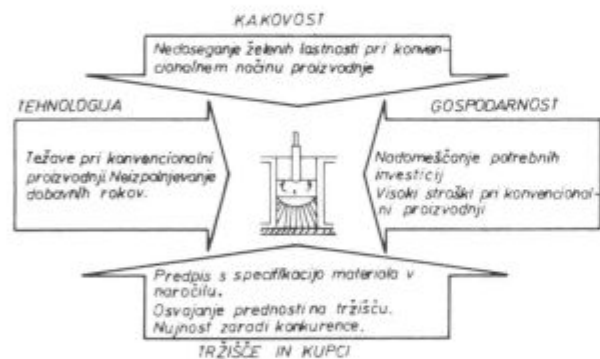 KAKOVOST
Nedoseganje želenih lastnosti pri konven-
cionalnem načinu proizvodnje
TEHNOLOGIJA
Težave pri konvencionalni
proizvodnji. Neizpolnjevanje
dobavnih rokov.
GOSPODARNOST
Nadomeščanje potrebnih
investicij
Visoki stroški pri konvencional-
ni proizvodnji
Predpis s specifikacijo materiala v
naročilu.
Osvajanje prednosti na tržišču.
Nujnost zaradi konkurence.
TRŽIŠČE IN KUPCI